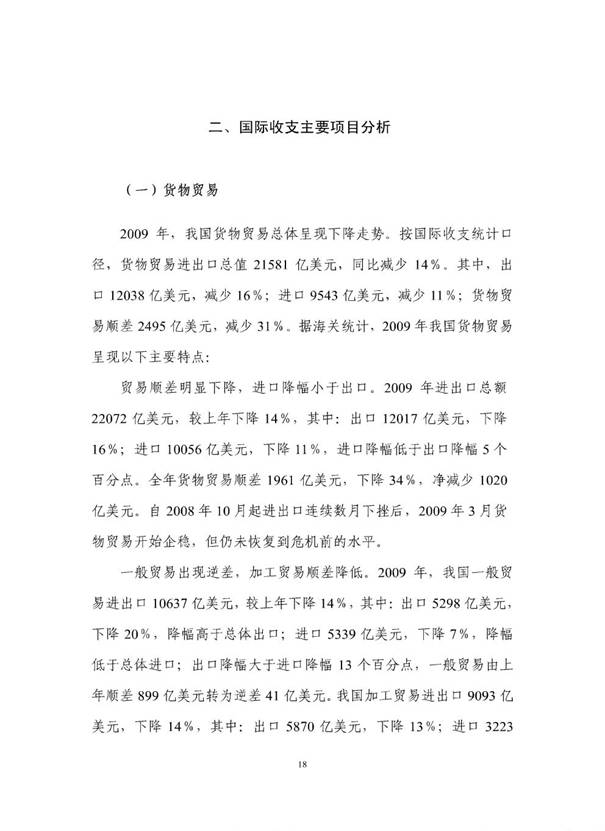 二、国际收支主要项目分析
（一）货物贸易
2009 年，我国货物贸易总体呈现下降走势。按国际收支统计口
径，货物贸易进出口总值 21581 亿美元，同比减少 14%。其中，出
口 12038 亿美元，减少 16%；进口 9543 亿美元，减少 11%；货物贸
易顺差 2495 亿美元，减少 31%。据海关统计，2009 年我国货物贸易
呈现以下主要特点：
贸易顺差明显下降，进口降幅小于出口。2009 年进出口总额
22072 亿美元，较上年下降 14%，其中：出口 12017 亿美元，下降
16%；进口 10056 亿美元，下降 11%，进口降幅低于出口降幅 5 个
百分点。全年货物贸易顺差 1961 亿美元，下降 34%，净减少 1020
亿美元。自 2008 年 10 月起进出口连续数月下挫后，2009 年 3 月货
物贸易开始企稳，但仍未恢复到危机前的水平。
一般贸易出现逆差，加工贸易顺差降低。2009 年，我国一般贸
易进出口 10637 亿美元，较上年下降 14%，其中：出口 5298 亿美元，
下降 20%，降幅高于总体出口；进口 5339 亿美元，下降 7%，降幅
低于总体进口；出口降幅大于进口降幅 13 个百分点，一般贸易由上
年顺差 899 亿美元转为逆差 41 亿美元。我国加工贸易进出口 9093 亿
美元，下降 14%，其中：出口 5870 亿美元，下降 13%；进口 3223
18